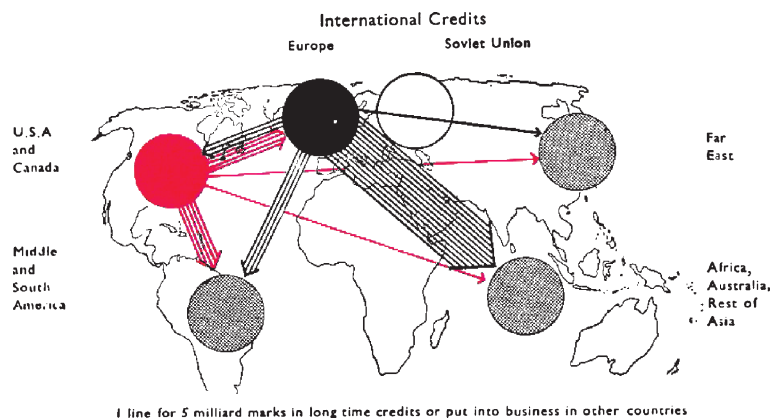 International Credits
Europe
Soviet Union
U.S.A
and
Canada
Far
East
Middle
and
South
America
Africa,
Australia,
Rest of
Asia
1 line for 5 milliard marks in long time credits or put into business in other countries